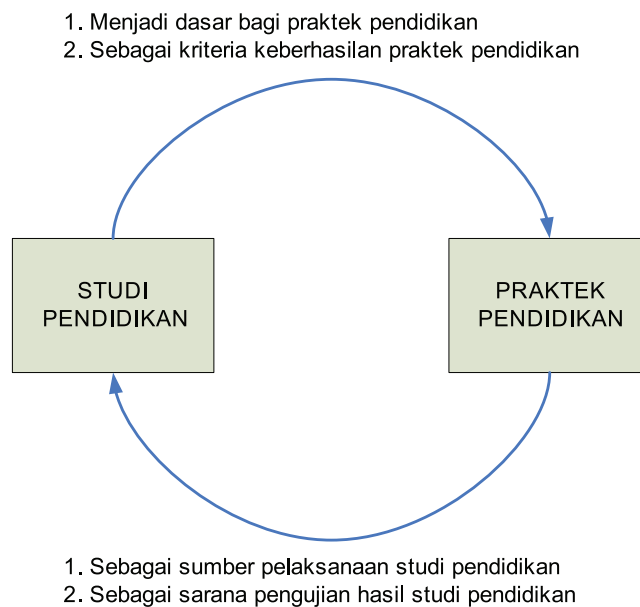 1. Menjadi dasar bagi praktek pendidikan
2. Sebagai kriteria keberhasilan praktek pendidikan
STUDI
PENDIDIKAN
PRAKTEK
PENDIDIKAN
1. Sebagai sumber pelaksanaan studi pendidikan
2. Sebagai sarana pengujian hasil studi pendidikan